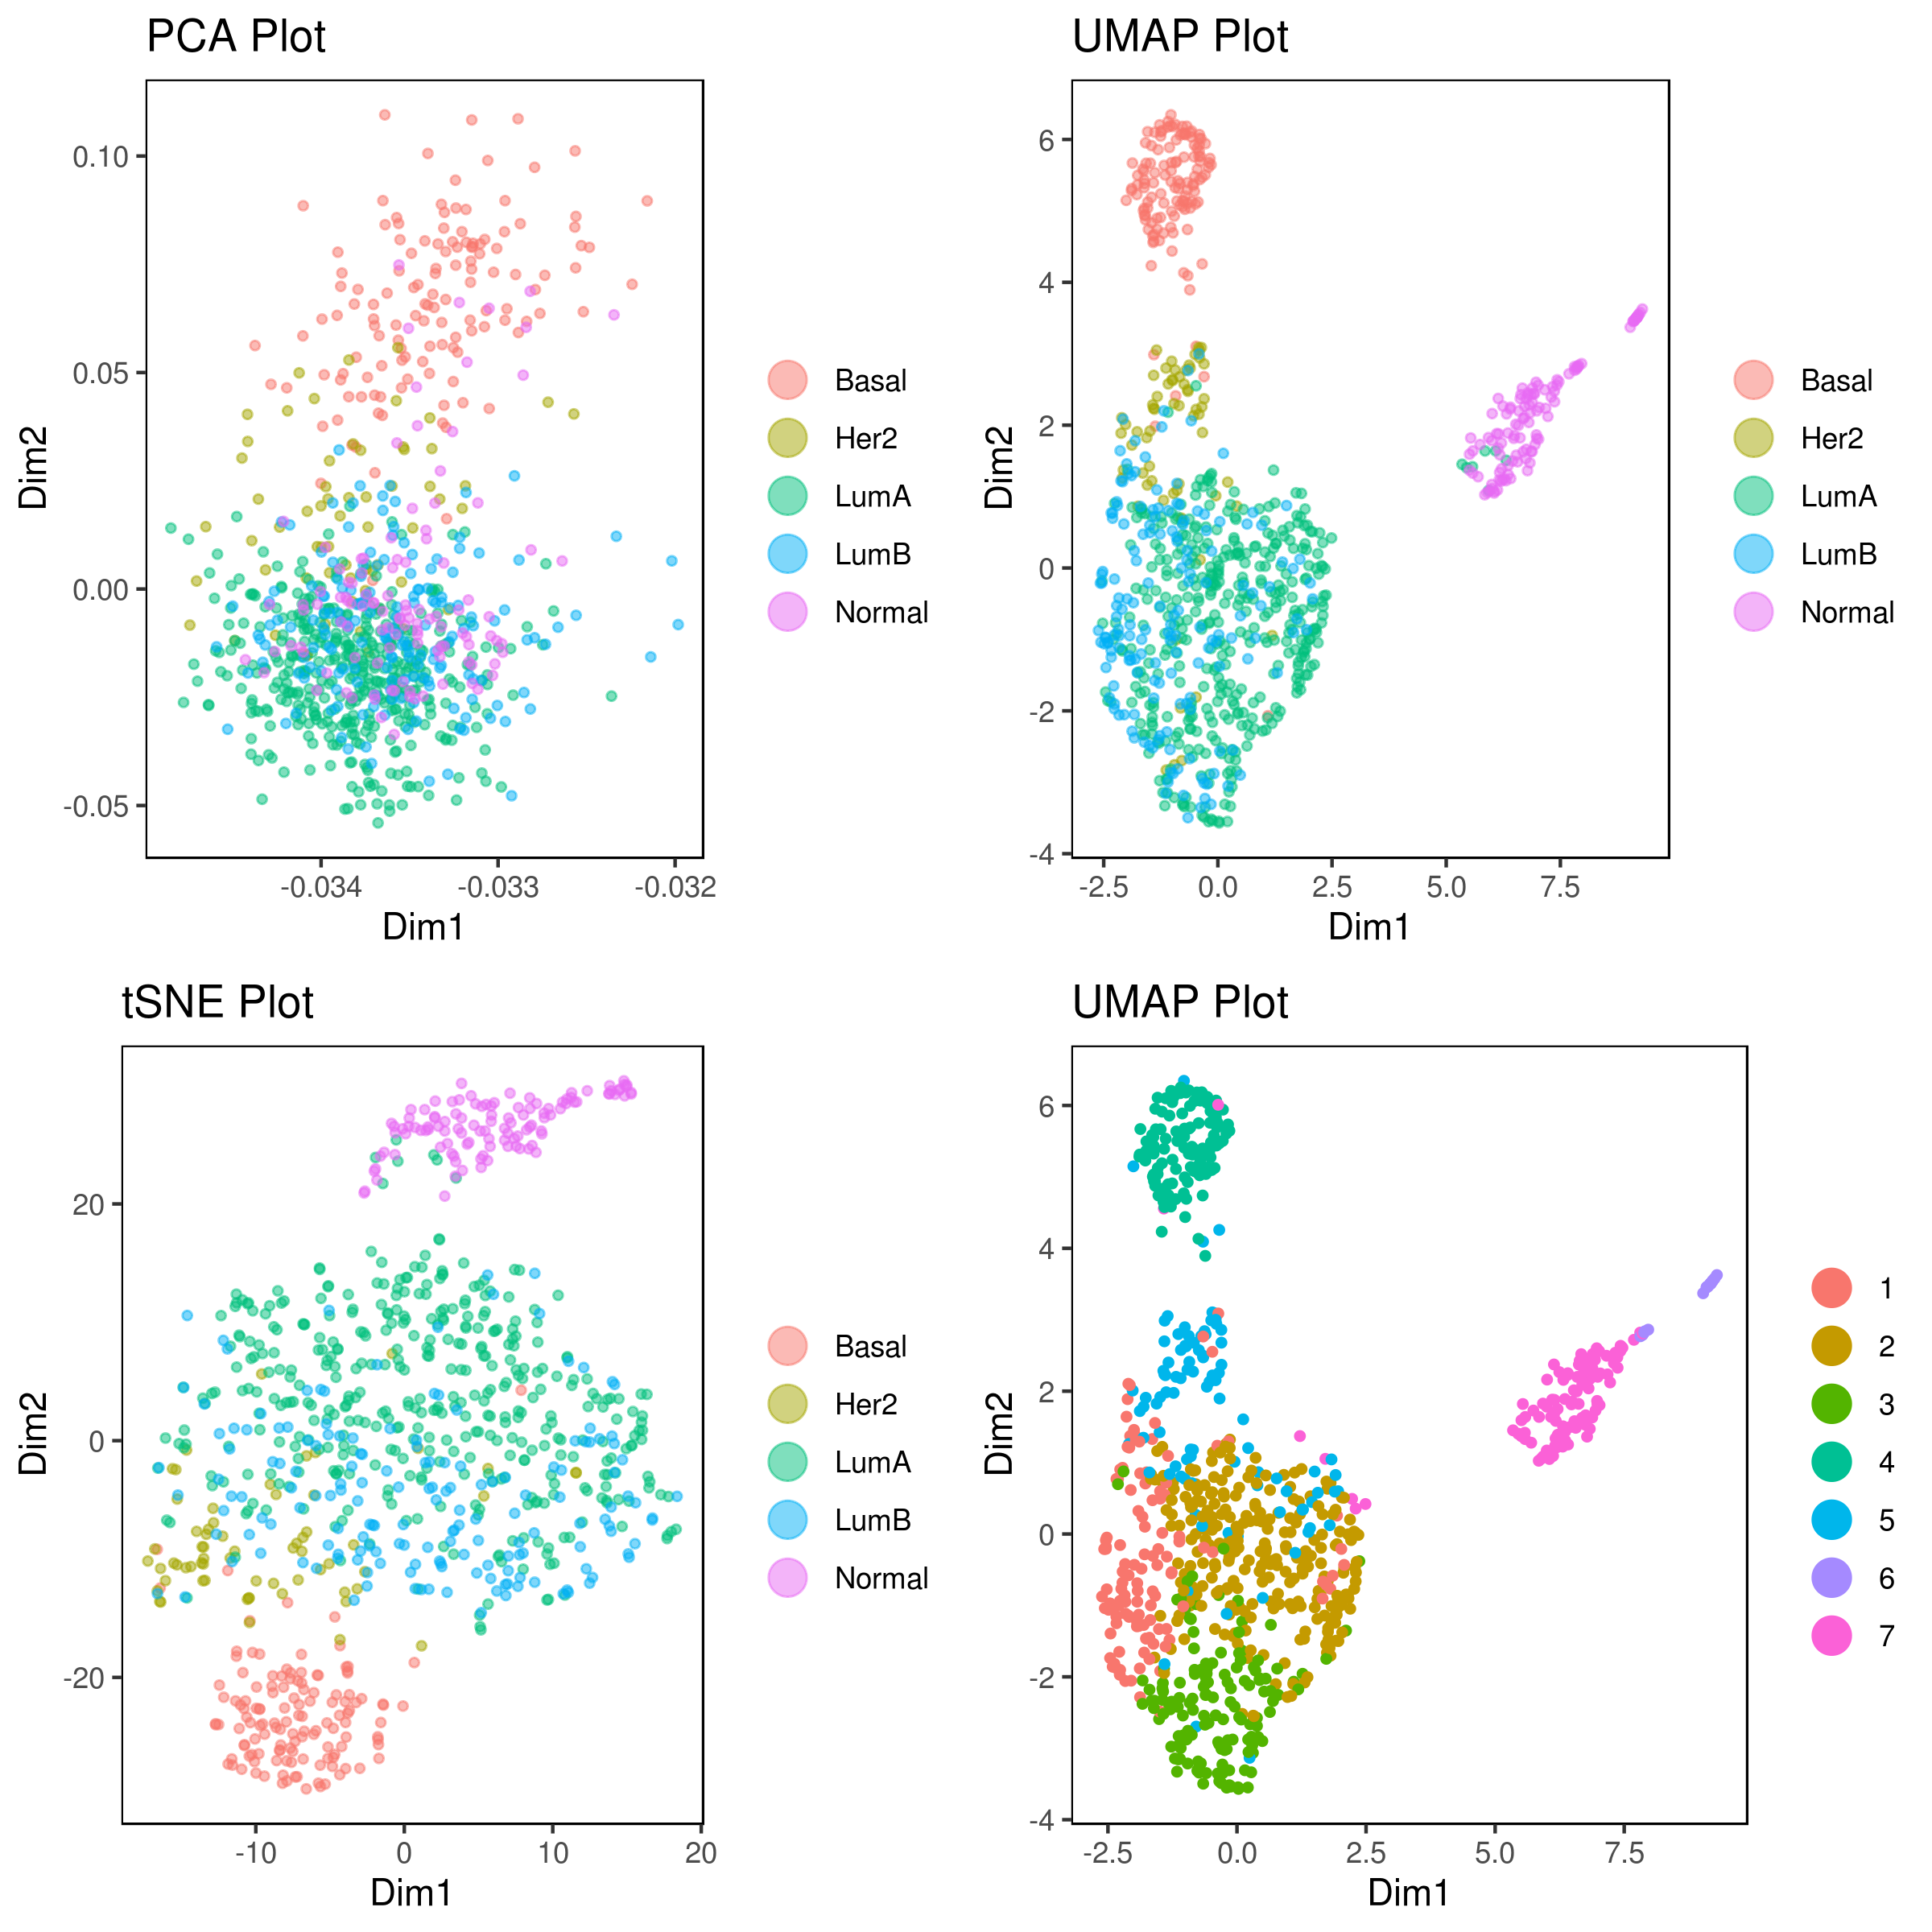 PCA Plot
0.10
0.05
0.00
-0.05
-0.034 -0.033 -0.032
Dim1
Dim2
Basal
Her2
LumA
LumB
Normal
UMAP Plot
6
4
2
0
-2
-4
-2.5 0.0 2.5 5.0 7.5
Dim1
Dim2
Basal
Her2
LumA
LumB
Normal
tSNE Plot
20
0
-20
-10 0 10 20
Dim1
Dim2
Basal
Her2
LumA
LumB
Normal
UMAP Plot
6
4
2
0
-2
-4
-2.5 0.0 2.5 5.0 7.5
Dim1
Dim2
1
2
3
4
5
6
7